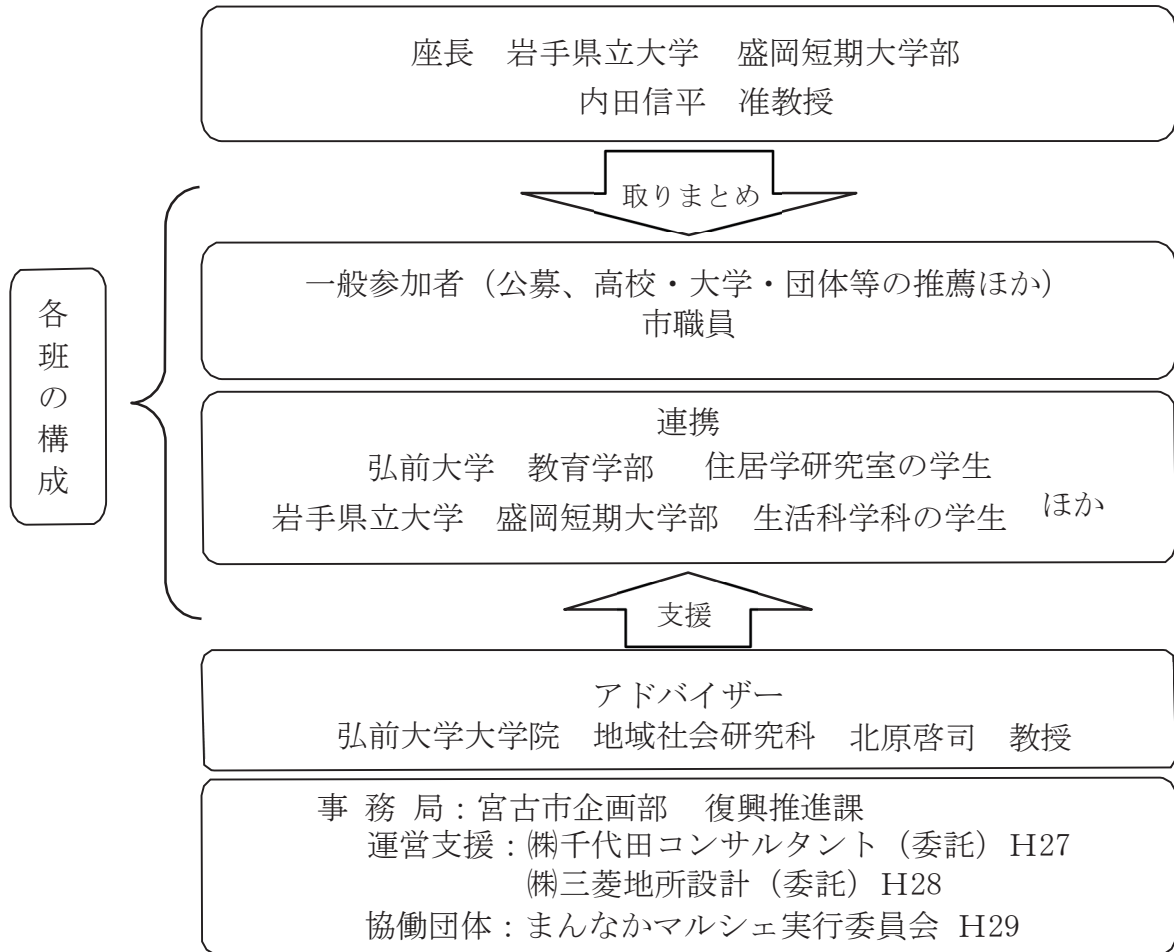 座長　岩手県立大学　盛岡短期大学部
内田信平　准教授
取りまとめ
各班の構成
一般参加者（公募、高校・大学・団体等の推薦ほか）
市職員
連携
弘前大学　教育学部　住居学研究室の学生
岩手県立大学　盛岡短期大学部　生活科学科の学生　ほか
支援
アドバイザー
弘前大学大学院　地域社会研究科　北原啓司　教授
事 務 局：宮古市企画部　復興推進課
運営支援：㈱千代田コンサルタント（委託）H27
㈱三菱地所設計（委託）H28
協働団体：まんなかマルシェ実行委員会 H29